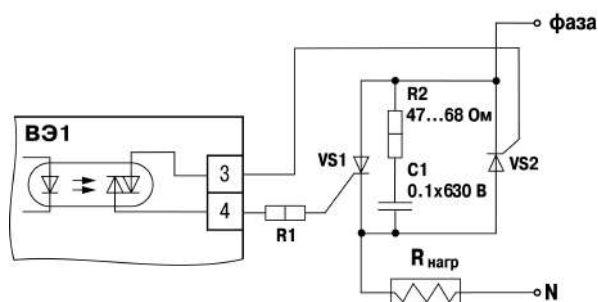 фаза
R2
47...68 Ом
ВЭ1
VS1
VS2
3
C1
0.1x630 В
4
R1
R нагр
N